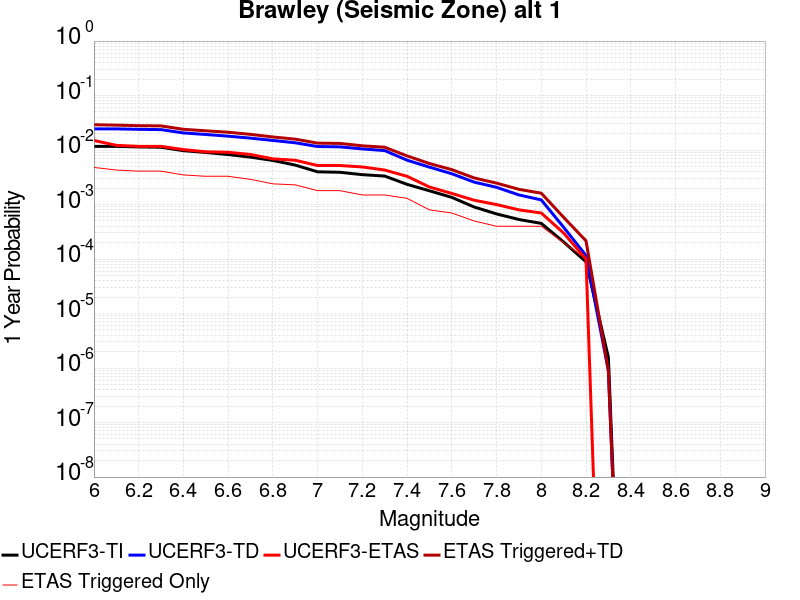 Brawley (Seismic Zone) alt 1
10^0
10^-1
10^-2
10^-3
10^-4
10^-5
10^-6
10^-7
10^-8
1 Year Probability
6 6.2 6.4 6.6 6.8 7 7.2 7.4 7.6 7.8 8 8.2 8.4 8.6 8.8 9
Magnitude
UCERF3-TI UCERF3-TD UCERF3-ETAS ETAS Triggered+TD
ETAS Triggered Only